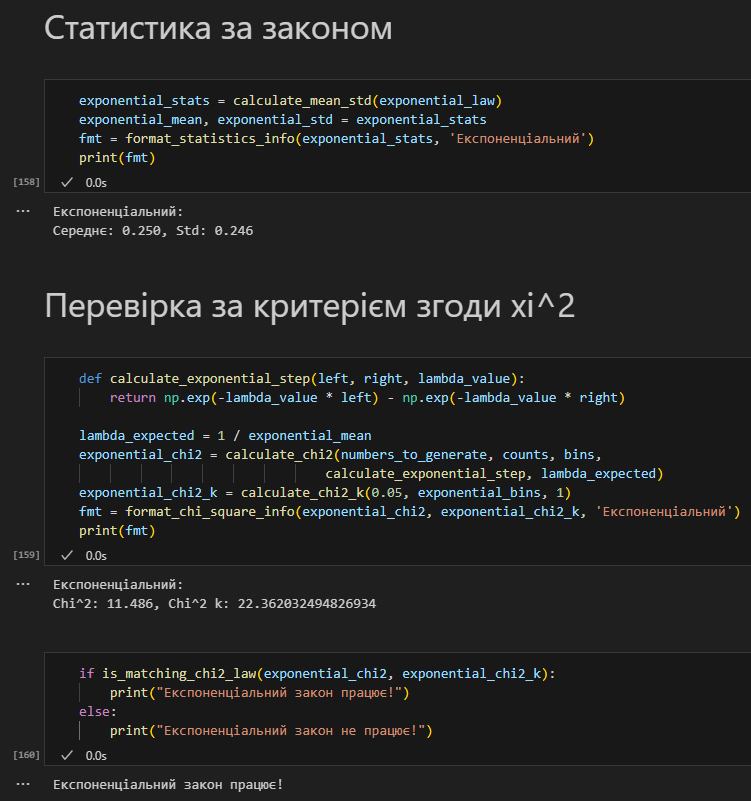 Статистика за законом
exponential_stats = calculate_mean_std(exponential_law)
exponential_mean, exponential_std = exponential_stats
fmt = format_statistics_info(exponential_stats, 'Експоненціальний')
print(fmt)
[158]
0.0s
...
Експоненціальний:
Середнє: 0.250, Std: 0.246
Перевірка за критерієм згоди xi^2
def calculate_exponential_step(left, right, lambda_value):
return np.exp(-lambda_value * left) - np.exp(-lambda_value * right)
lambda_expected = 1 / exponential_mean
exponential_chi2 = calculate_chi2(numbers_to_generate, counts, bins,
calculate_exponential_step, lambda_expected)
exponential_chi2_k = calculate_chi2_k(0.05, exponential_bins, 1)
fmt = format_chi_square_info(exponential_chi2, exponential_chi2_k, 'Експоненціальний')
print(fmt)
[159]
0.0s
...
Експоненціальний:
Chi^2: 11.486, Chi^2 k: 22.362032494826934
if is_matching_chi2_law(exponential_chi2, exponential_chi2_k):
print("Експоненціальний закон працює!")
else:
print("Експоненціальний закон не працює!")
[160]
0.0s
...
Експоненціальний закон працює!